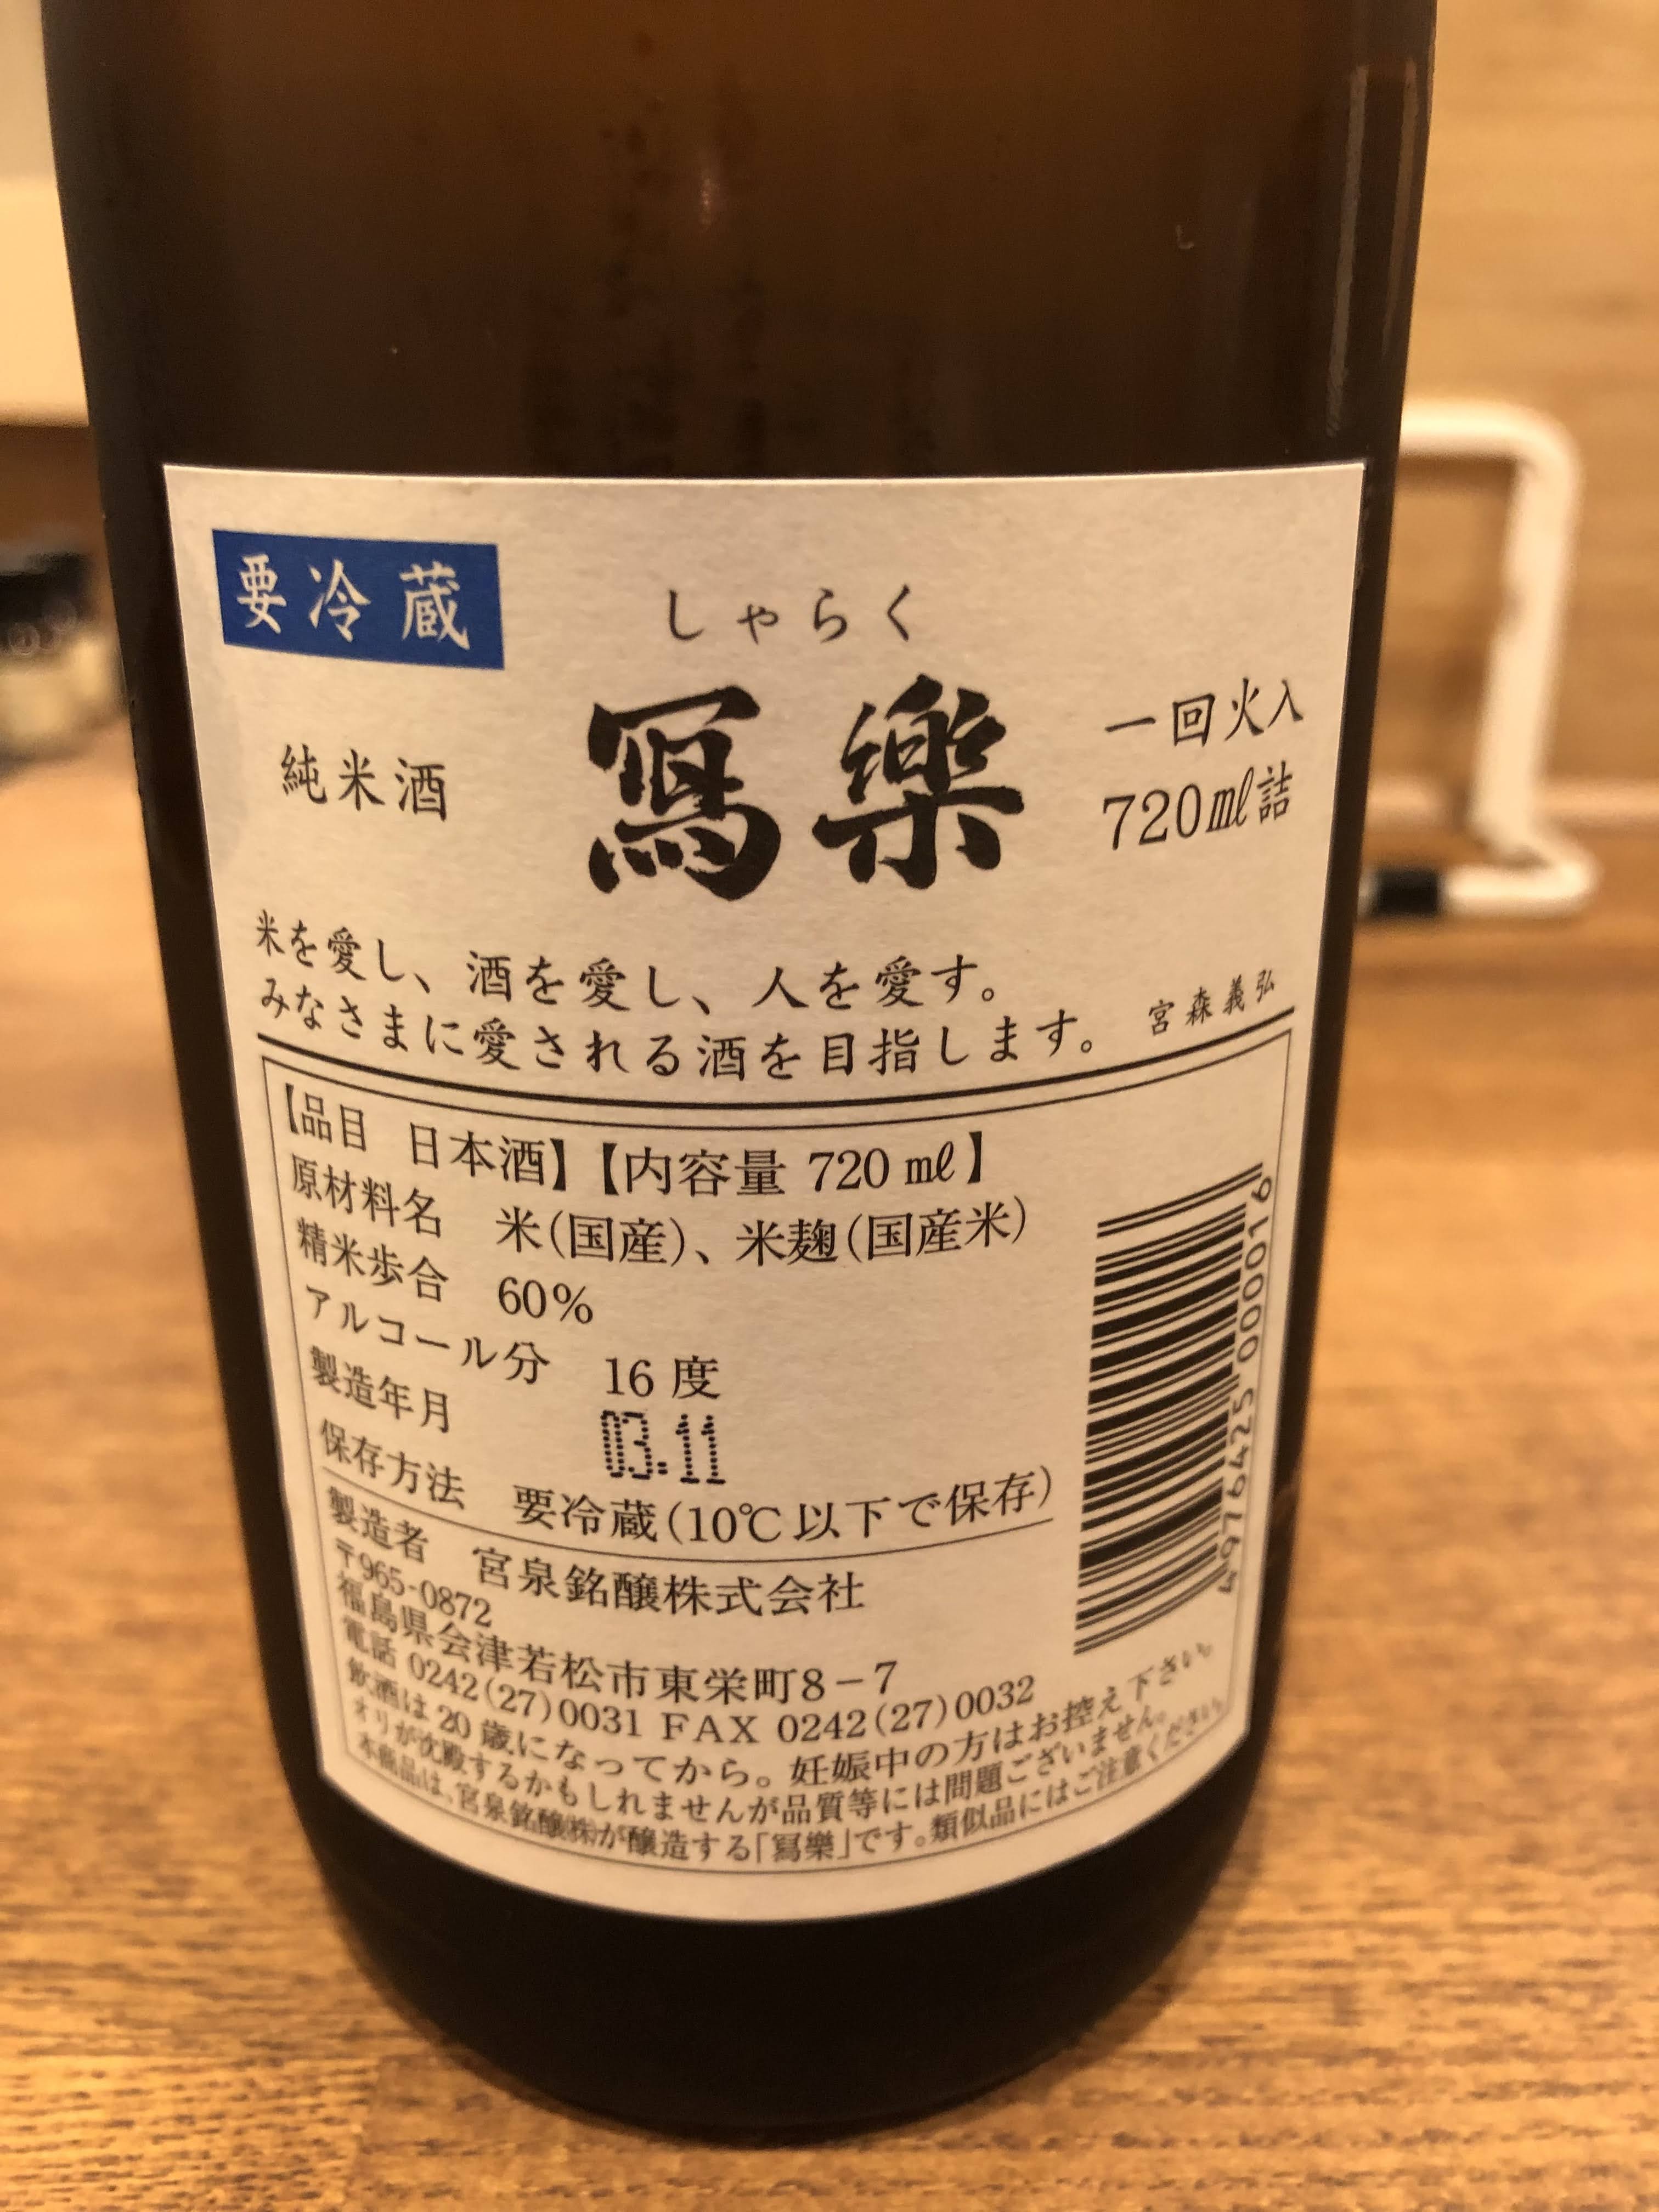 要冷蔵
しゃらく
純米酒
寫樂
一回火入
720㎖詰
米を愛し、酒を愛し、人を愛す。
みなさまに愛される酒を目指します。
宮森義弘
【品目 日本酒】【内容量 720 ㎖】
原材料名 米(国産)、米麹(国産米)
精米歩合 60%
アルコール分 16 度
製造年月 03.11
保存方法 要冷蔵(10℃以下で保存)
製造者 宮泉銘醸株式会社
〒965-0872
福島県会津若松市東栄町8−7
電話 0242(27)0031 FAX 0242(27)0032
飲酒は20歳になってから。妊娠中の方はお控え下さい。
オリが沈殿するかもしれませんが品質等には問題ございません。
本商品は、宮泉銘醸㈱が醸造する「寫樂」です。類似品にはご注意ください。
4976425 000016